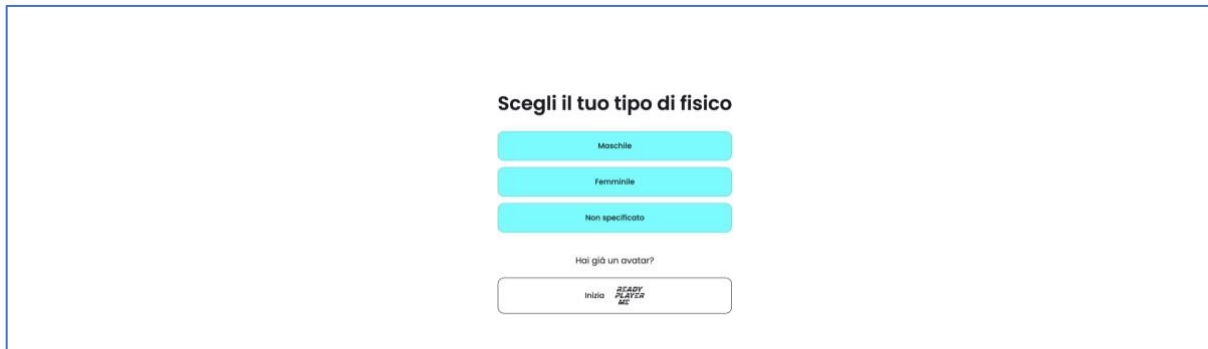 Scegli il tuo tipo di fisico
Maschile
Femminile
Non specificato
Hai già un avatar?
Inizia READY
PLAYER
ME